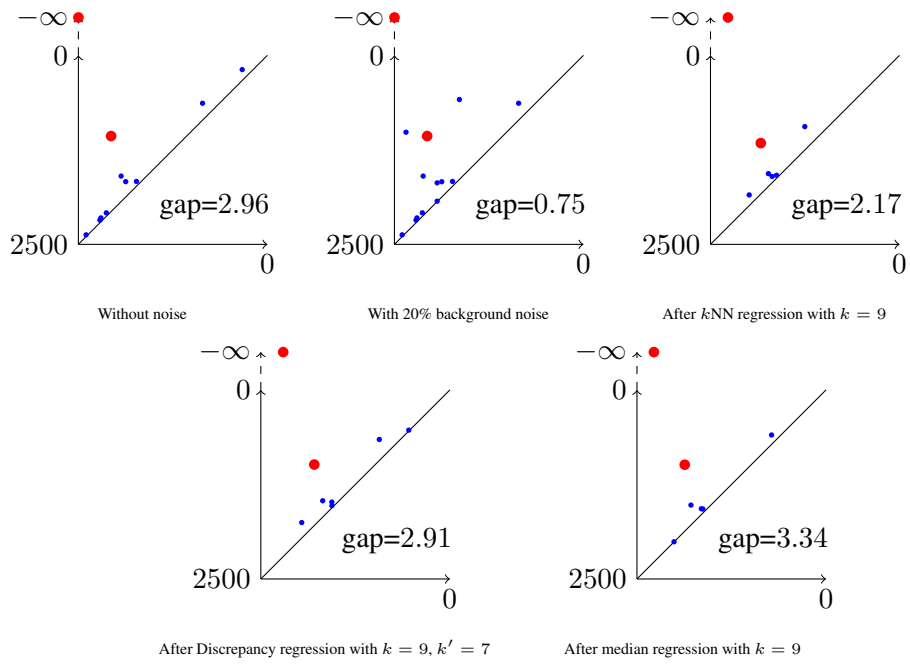 −∞
0
gap=2.96
2500
0
Without noise
−∞
0
gap=0.75
2500
0
With 20% background noise
−∞
0
gap=2.17
2500
0
After kNN regression with k = 9
−∞
0
gap=2.91
2500
0
After Discrepancy regression with k = 9, k′ = 7
−∞
0
gap=3.34
2500
0
After median regression with k = 9